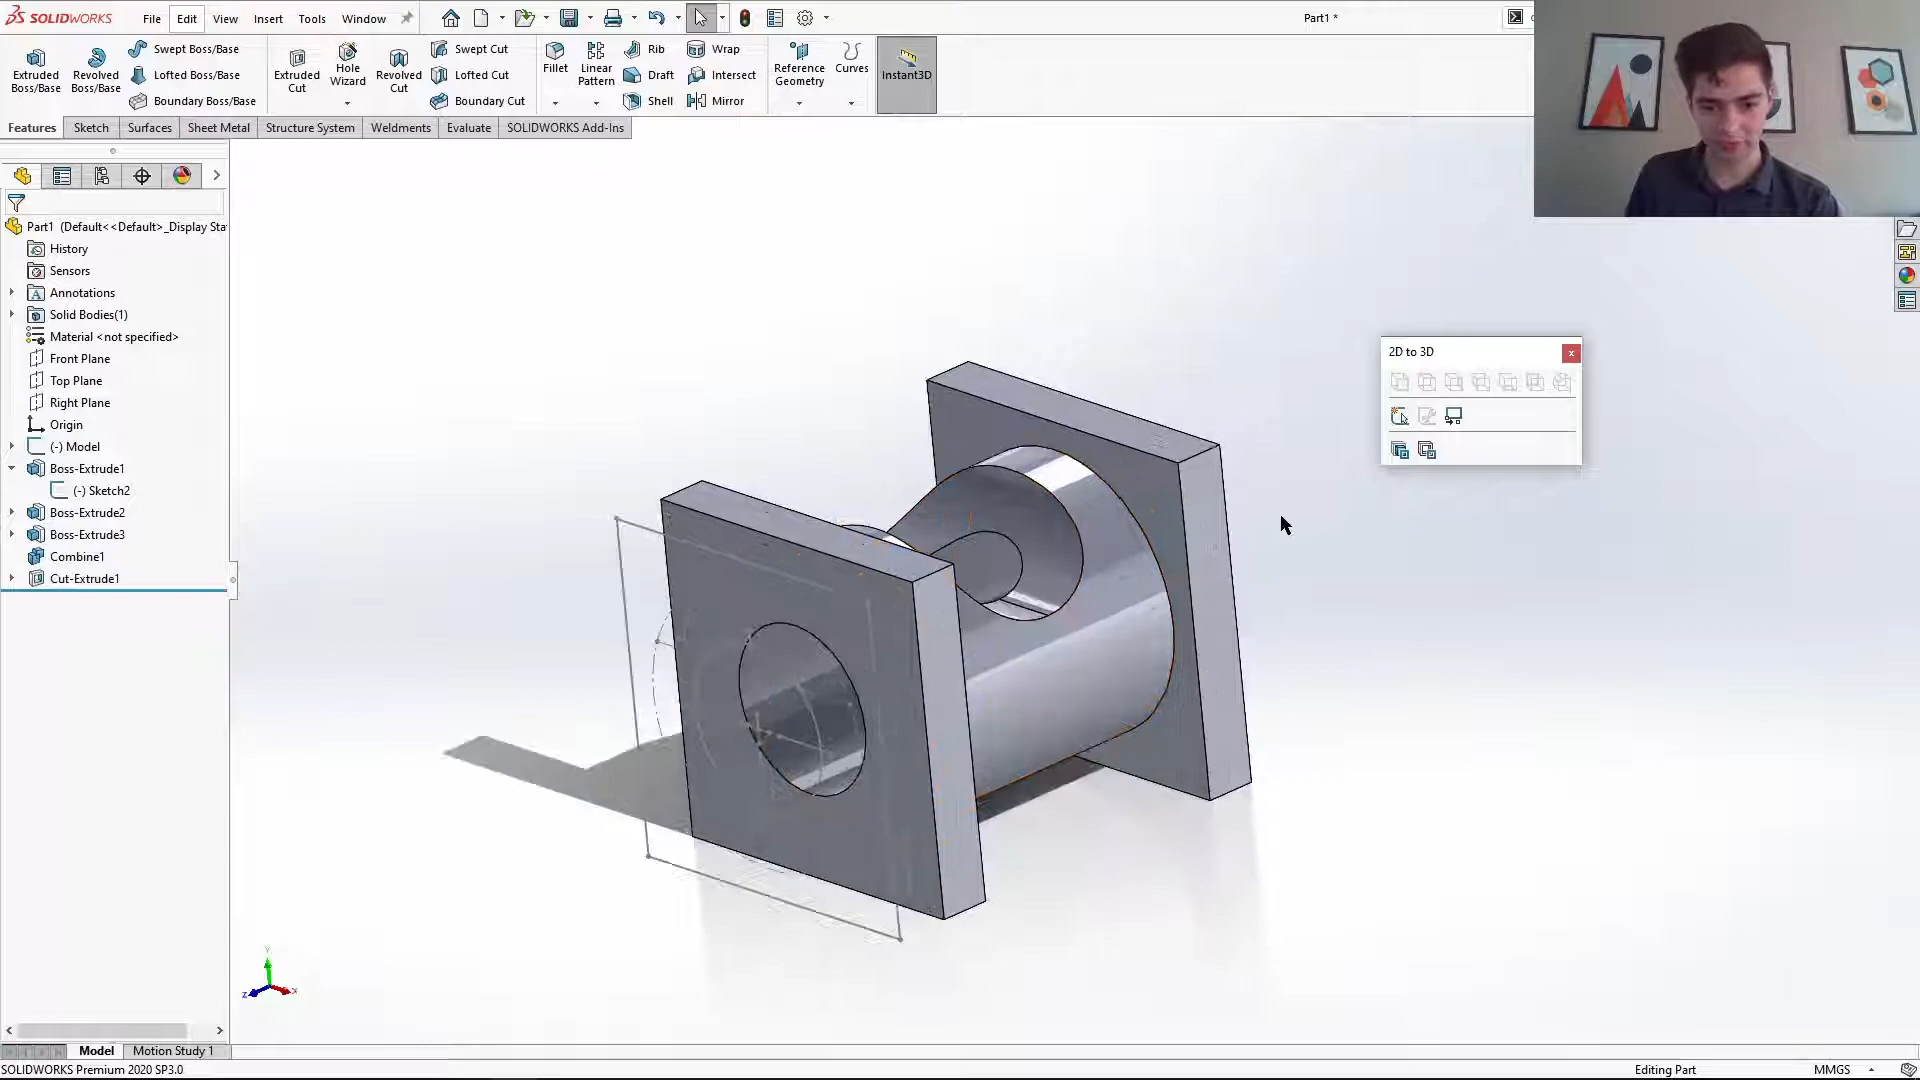 SOLIDWORKS File Edit View Insert Tools Window Part1 *
Extruded Boss/Base
Revolved Boss/Base
Swept Boss/Base
Lofted Boss/Base
Boundary Boss/Base
Extruded Cut
Hole Wizard
Revolved Cut
Swept Cut
Lofted Cut
Boundary Cut
Fillet
Linear Pattern
Rib
Draft
Shell
Wrap
Intersect
Mirror
Reference Geometry
Curves
Instant3D
Features Sketch Surfaces Sheet Metal Structure System Weldments Evaluate SOLIDWORKS Add-Ins
Part1 (Default<<Default>_Display Sta
History
Sensors
Annotations
Solid Bodies(1)
Material <not specified>
Front Plane
Top Plane
Right Plane
Origin
(-) Model
Boss-Extrude1
(-) Sketch2
Boss-Extrude2
Boss-Extrude3
Combine1
Cut-Extrude1
2D to 3D
Y
Z X
Model Motion Study 1
SOLIDWORKS Premium 2020 SP3.0 Editing Part MMGS